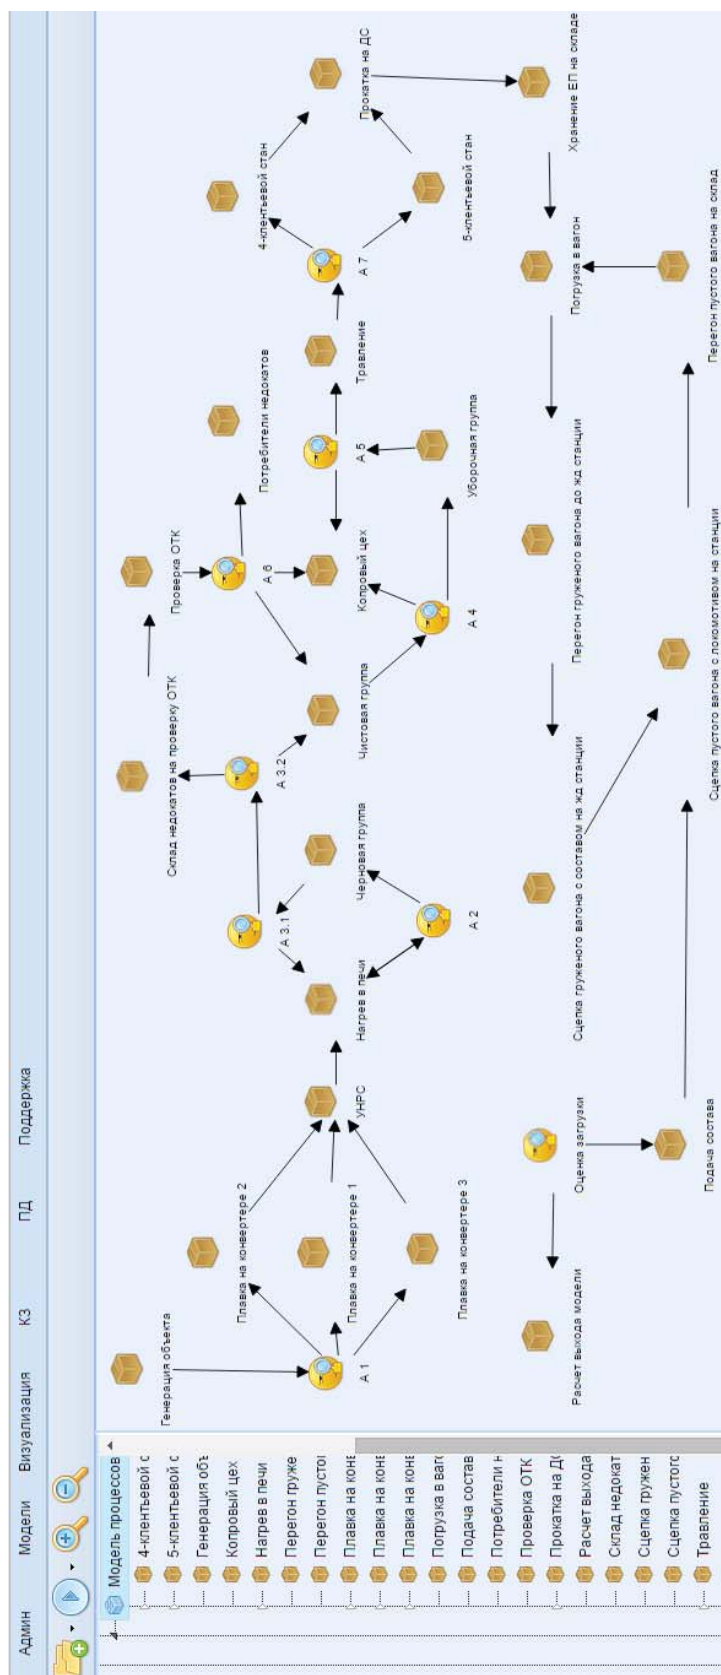 Админ
Модели
Визуализация
КЗ
ПД
Поддержка
Модель процессов
4-клентьевой с
5-клентьевой с
Генерация объ
Копровый цех
Нагрев в печи
Перегон груже
Перегон пустог
Плавка на конв
Плавка на конв
Плавка на конв
Погрузка в ваго
Подача состав
Потребители н
Проверка ОТК
Прокатка на ДС
Расчет выхода
Склад недокат
Сцепка гружен
Сцепка пустого
Травление
Генерация объекта
А 1
Плавка на конвертере 2
Плавка на конвертере 1
Плавка на конвертере 3
УНРС
Нагрев в печи
А 2
Черновая группа
А 3.1
А 3.2
Склад недокатов на проверку ОТК
Проверка ОТК
А 6
Чистовая группа
А 4
Копровый цех
Уборочная группа
А 5
Потребители недокатов
Травление
А 7
4-клентьевой стан
5-клентьевой стан
Прокатка на ДС
Хранение ЕП на складе
Погрузка в вагон
Перегон груженого вагона до жд станции
Сцепка груженого вагона с составом на жд станции
Оценка загрузки
Расчет выхода модели
Подача состава
Сцепка пустого вагона с локомотивом на станции
Перегон пустого вагона на склад